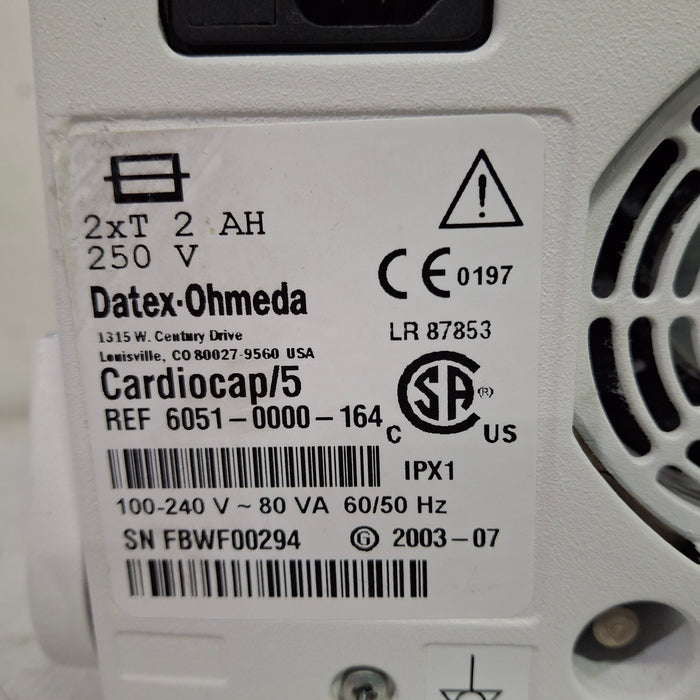 2xT 2 AH
250 V
Datex-Ohmeda
1315 W. Century Drive
Louisville, CO 80027-9560 USA
Cardiocap/5
REF 6051-0000-164
CE 0197
LR 87853
CSA (R)
C US
IPX1
100-240 V ~ 80 VA 60/50 Hz
SN FBWF00294 G 2003-07